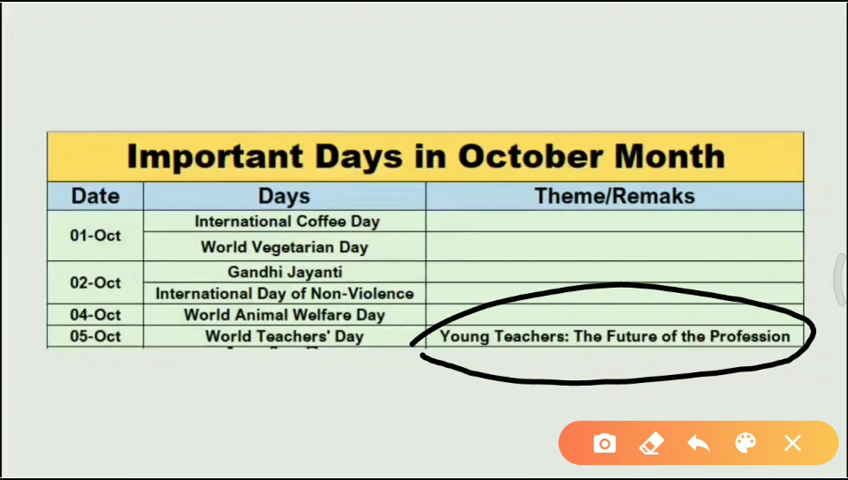 Important Days in October Month
Date Days Theme/Remaks
01-Oct International Coffee Day
World Vegetarian Day
02-Oct Gandhi Jayanti
International Day of Non-Violence
04-Oct World Animal Welfare Day
05-Oct World Teachers' Day Young Teachers: The Future of the Profession